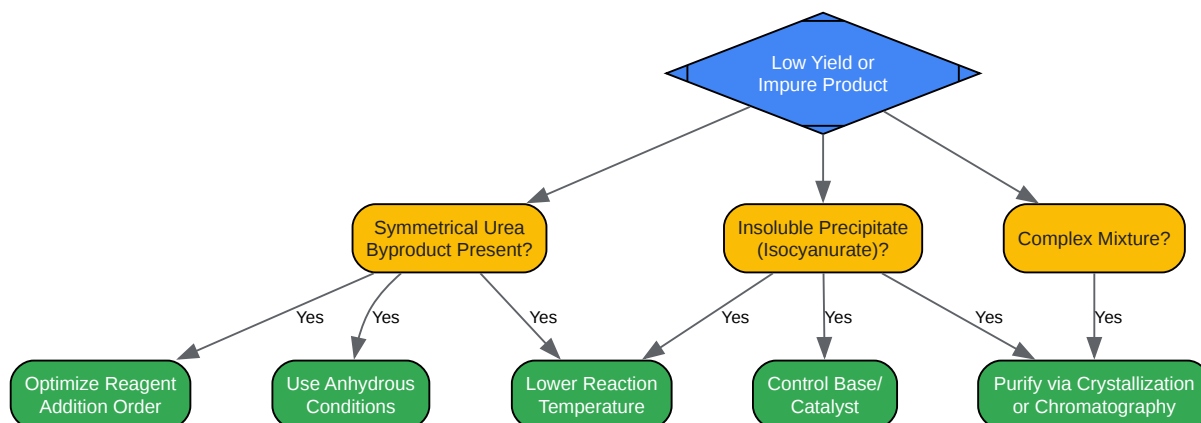 Low Yield or
Impure Product
Symmetrical Urea
Byproduct Present?
Insoluble Precipitate
(Isocyanurate)?
Complex Mixture?
Yes
Yes
Yes
Yes
Yes
Yes
Yes
Optimize Reagent
Addition Order
Use Anhydrous
Conditions
Lower Reaction
Temperature
Control Base/
Catalyst
Purify via Crystallization
or Chromatography